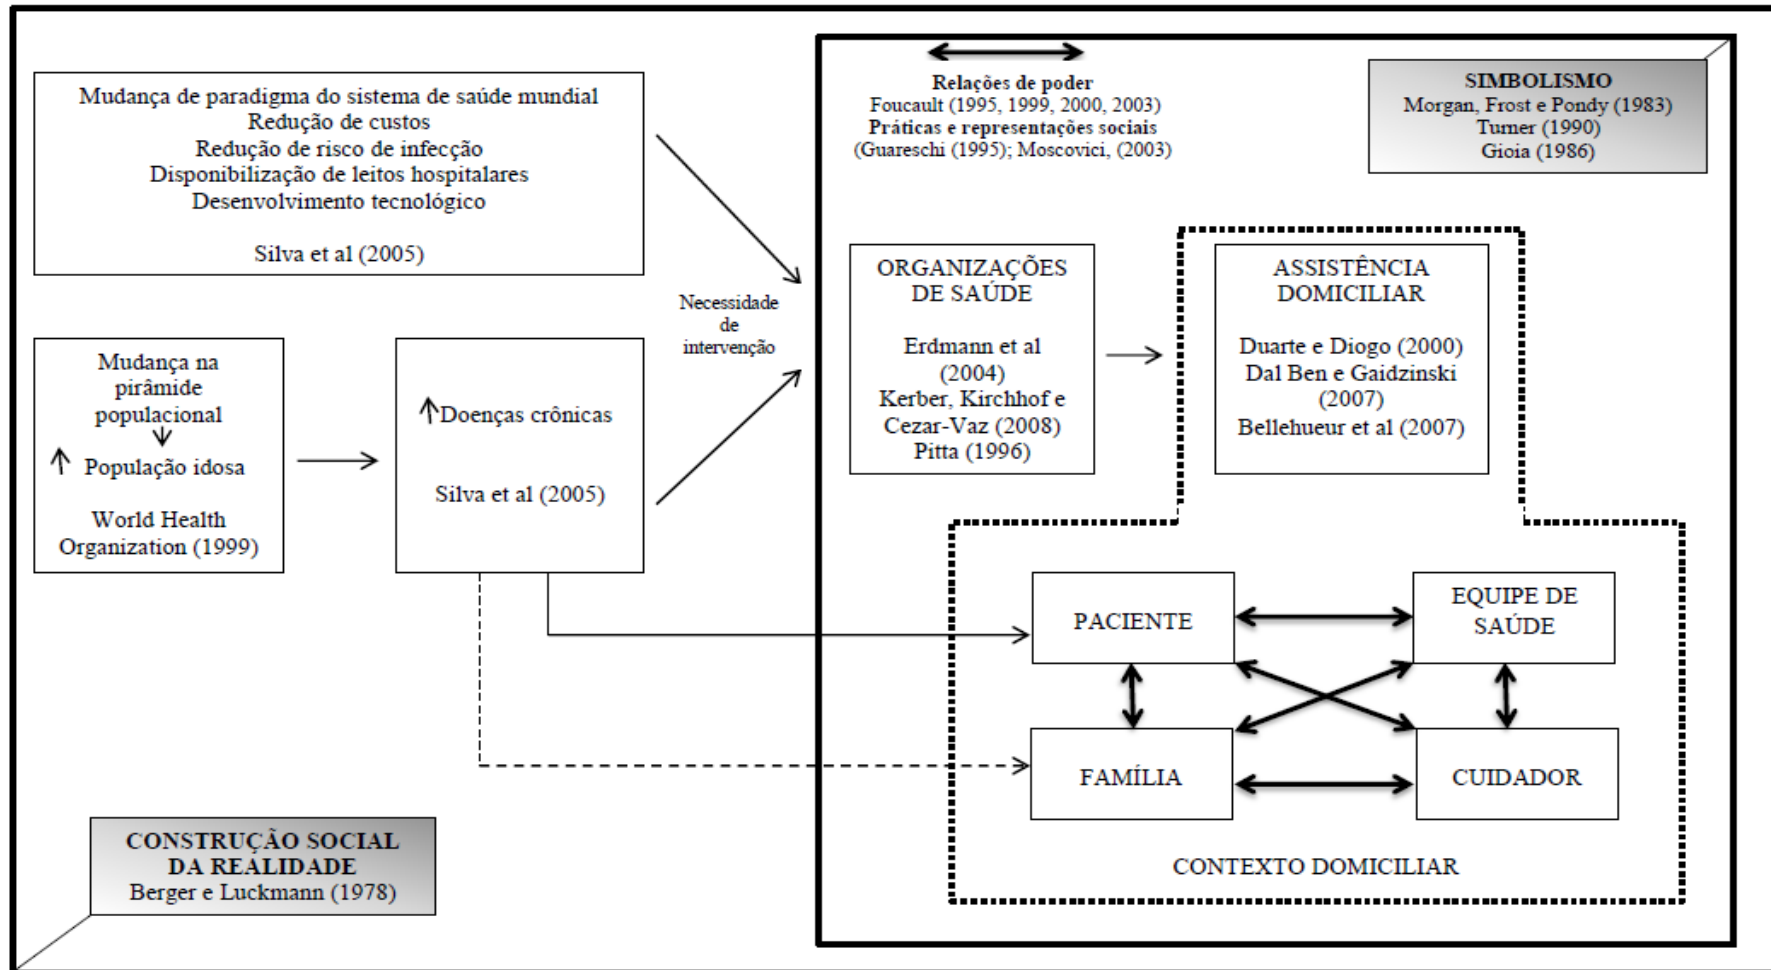 Mudança de paradigma do sistema de saúde mundial
Redução de custos
Redução de risco de infecção
Disponibilização de leitos hospitalares
Desenvolvimento tecnológico
Silva et al (2005)
Mudança na
pirâmide
populacional
População idosa
World Health
Organization (1999)
Doenças crônicas
Silva et al (2005)
Necessidade
de
intervenção
Relações de poder
Foucault (1995, 1999, 2000, 2003)
Práticas e representações sociais
(Guareschi (1995); Moscovici, (2003)
SIMBOLISMO
Morgan, Frost e Pondy (1983)
Turner (1990)
Gioia (1986)
ORGANIZAÇÕES
DE SAÚDE
Erdmann et al
(2004)
Kerber, Kirchhof e
Cezar-Vaz (2008)
Pitta (1996)
ASSISTÊNCIA
DOMICILIAR
Duarte e Diogo (2000)
Dal Ben e Gaidzinski
(2007)
Bellehueur et al (2007)
PACIENTE
EQUIPE DE
SAÚDE
FAMÍLIA
CUIDADOR
CONTEXTO DOMICILIAR
CONSTRUÇÃO SOCIAL
DA REALIDADE
Berger e Luckmann (1978)